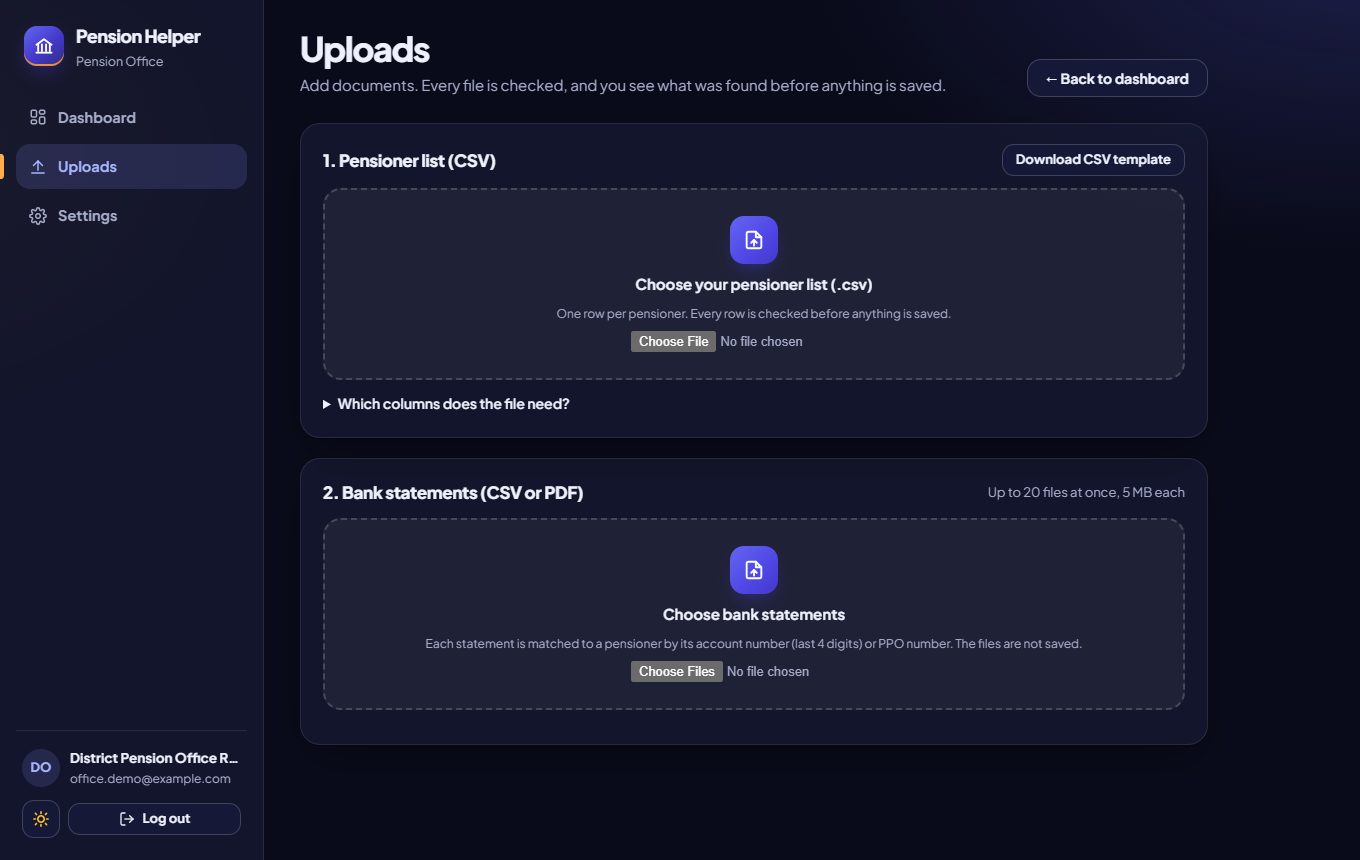 Pension Helper
Pension Office
Dashboard
Uploads
Settings
District Pension Office R...
office.demo@example.com
DO
Log out
Uploads
Add documents. Every file is checked, and you see what was found before anything is saved.
← Back to dashboard
1. Pensioner list (CSV)
Download CSV template
Choose your pensioner list (.csv)
One row per pensioner. Every row is checked before anything is saved.
Choose File No file chosen
Which columns does the file need?
2. Bank statements (CSV or PDF)
Up to 20 files at once, 5 MB each
Choose bank statements
Each statement is matched to a pensioner by its account number (last 4 digits) or PPO number. The files are not saved.
Choose Files No file chosen